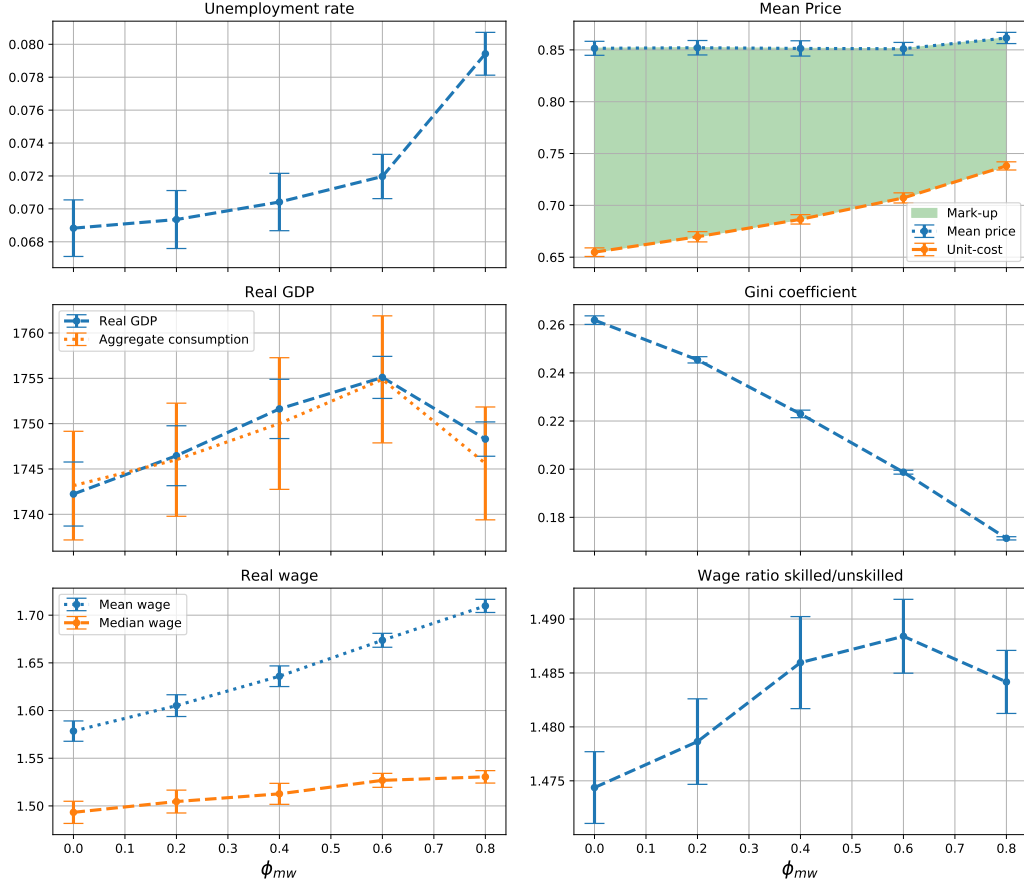 Unemployment rate
0.080
0.078
0.076
0.074
0.072
0.070
0.068
Mean Price
0.85
0.80
0.75
0.70
0.65
Mark-up
Mean price
Unit-cost
Real GDP
1760
1755
1750
1745
1740
Real GDP
Aggregate consumption
Gini coefficient
0.26
0.24
0.22
0.20
0.18
Real wage
1.70
1.65
1.60
1.55
1.50
Mean wage
Median wage
0.0 0.1 0.2 0.3 0.4 0.5 0.6 0.7 0.8
ϕmw
Wage ratio skilled/unskilled
1.490
1.485
1.480
1.475
0.0 0.1 0.2 0.3 0.4 0.5 0.6 0.7 0.8
ϕmw